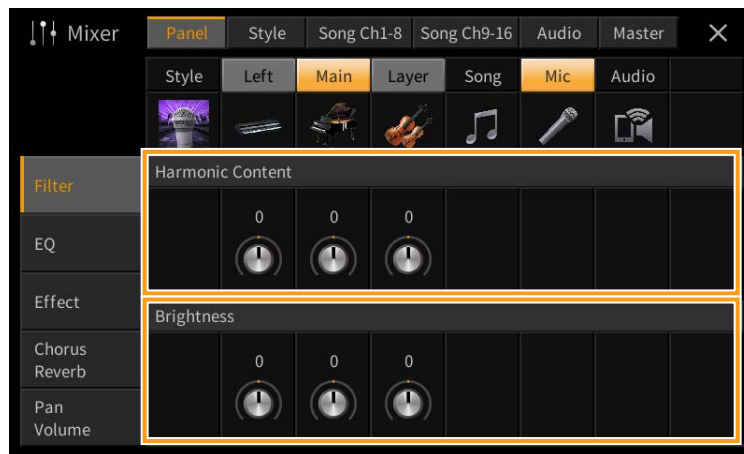 Mixer
Panel Style Song Ch1-8 Song Ch9-16 Audio Master
Style Left Main Layer Song Mic Audio
Filter
Harmonic Content
0 0 0
EQ
Effect
Brightness
0 0 0
Chorus
Reverb
Pan
Volume